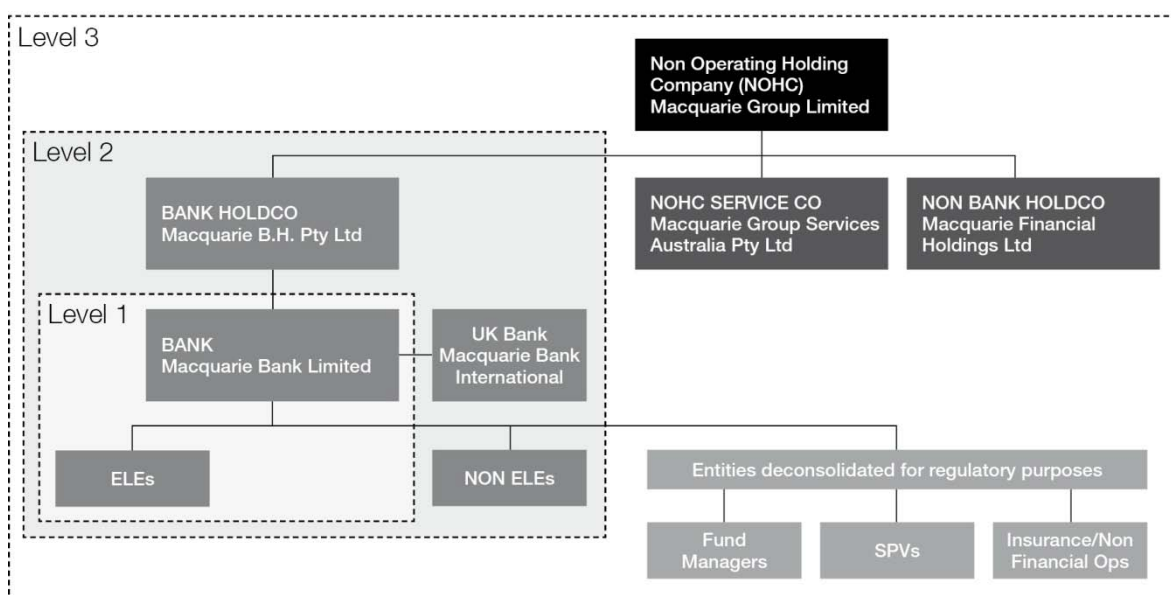 Level 3
Non Operating Holding
Company (NOHC)
Macquarie Group Limited
Level 2
BANK HOLDCO
Macquarie B.H. Pty Ltd
NOHC SERVICE CO
Macquarie Group Services
Australia Pty Ltd
NON BANK HOLDCO
Macquarie Financial
Holdings Ltd
Level 1
BANK
Macquarie Bank Limited
UK Bank
Macquarie Bank
International
ELEs
NON ELEs
Entities deconsolidated for regulatory purposes
Fund
Managers
SPVs
Insurance/Non
Financial Ops